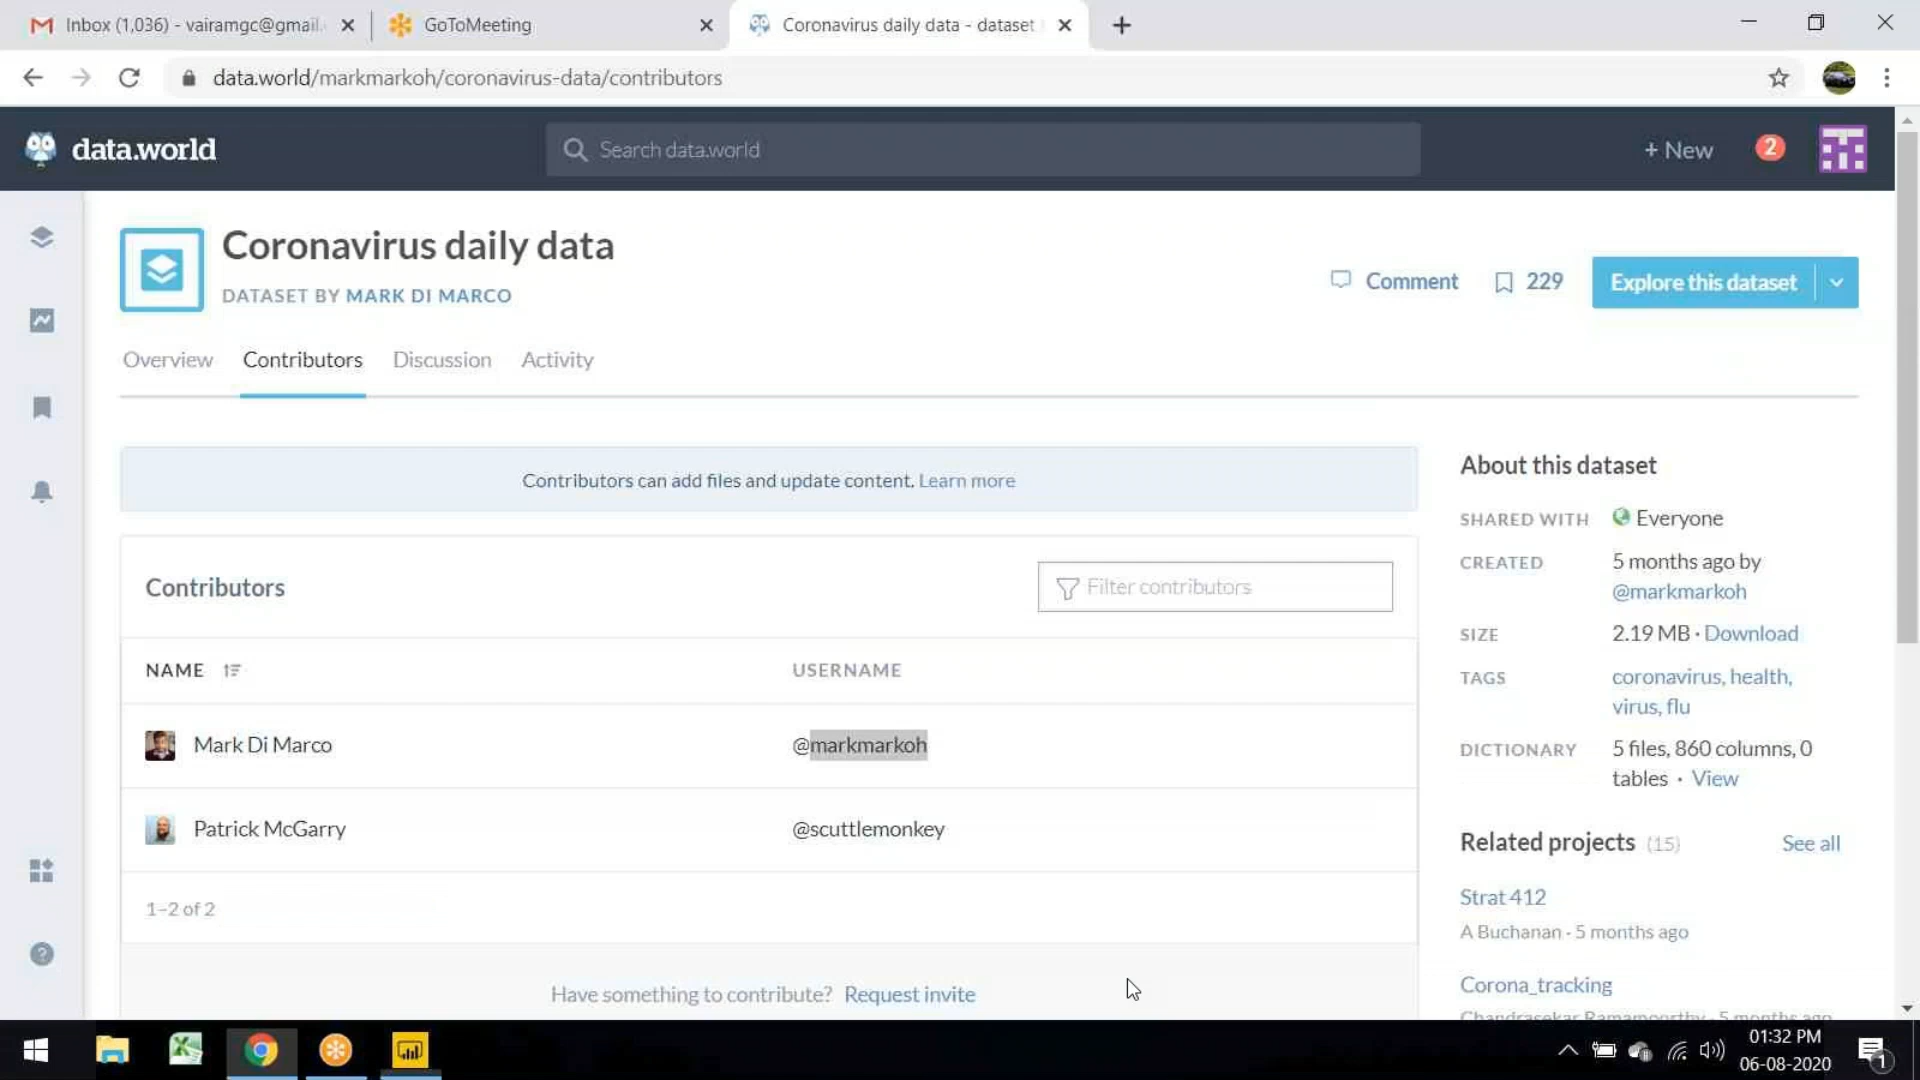 Inbox (1,036) - vairamgc@gmail.
GoToMeeting
Coronavirus daily data - dataset
data.world/markmarkoh/coronavirus-data/contributors
data.world
Search data.world
+ New
2
Coronavirus daily data
DATASET BY MARK DI MARCO
Comment
229
Explore this dataset
Overview
Contributors
Discussion
Activity
Contributors can add files and update content. Learn more
Contributors
Filter contributors
NAME
USERNAME
Mark Di Marco
@markmarkoh
Patrick McGarry
@scuttlemonkey
1–2 of 2
Have something to contribute? Request invite
About this dataset
SHARED WITH Everyone
CREATED 5 months ago by
@markmarkoh
SIZE 2.19 MB · Download
TAGS coronavirus, health,
virus, flu
DICTIONARY 5 files, 860 columns, 0
tables · View
Related projects (15) See all
Strat 412
A Buchanan · 5 months ago
Corona_tracking
Chandrasekar Ramamoorthy · 5 months ago
01:32 PM
06-08-2020
1